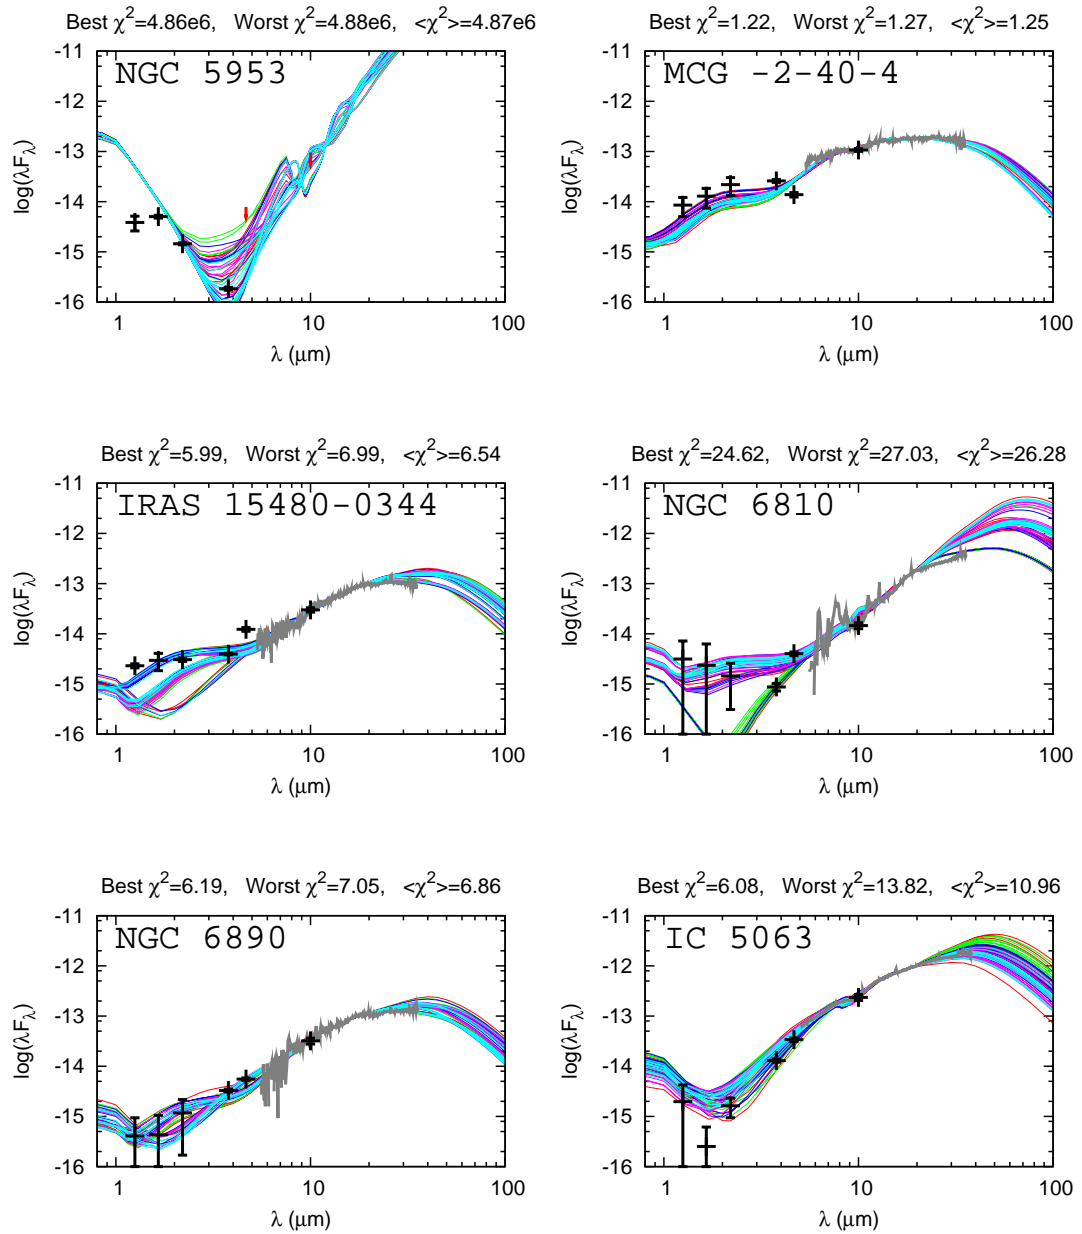 Best χ²=4.86e6, Worst χ²=4.88e6, <χ²>=4.87e6
NGC 5953
-11
-12
-13
-14
-15
-16
log(λFλ)
1 10 100
λ (μm)
Best χ²=1.22, Worst χ²=1.27, <χ²>=1.25
MCG -2-40-4
-11
-12
-13
-14
-15
-16
log(λFλ)
1 10 100
λ (μm)
Best χ²=5.99, Worst χ²=6.99, <χ²>=6.54
IRAS 15480-0344
-11
-12
-13
-14
-15
-16
log(λFλ)
1 10 100
λ (μm)
Best χ²=24.62, Worst χ²=27.03, <χ²>=26.28
NGC 6810
-11
-12
-13
-14
-15
-16
log(λFλ)
1 10 100
λ (μm)
Best χ²=6.19, Worst χ²=7.05, <χ²>=6.86
NGC 6890
-11
-12
-13
-14
-15
-16
log(λFλ)
1 10 100
λ (μm)
Best χ²=6.08, Worst χ²=13.82, <χ²>=10.96
IC 5063
-11
-12
-13
-14
-15
-16
log(λFλ)
1 10 100
λ (μm)